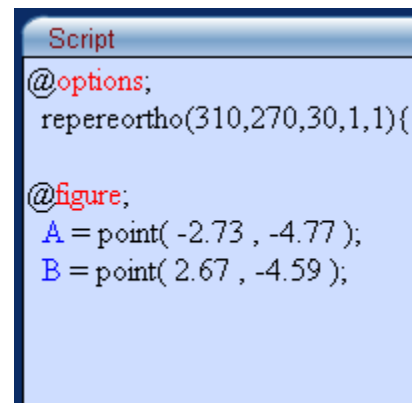 Script
@options;
repereortho(310,270,30,1,1){
@figure;
A = point( -2.73 , -4.77 );
B = point( 2.67 , -4.59 );